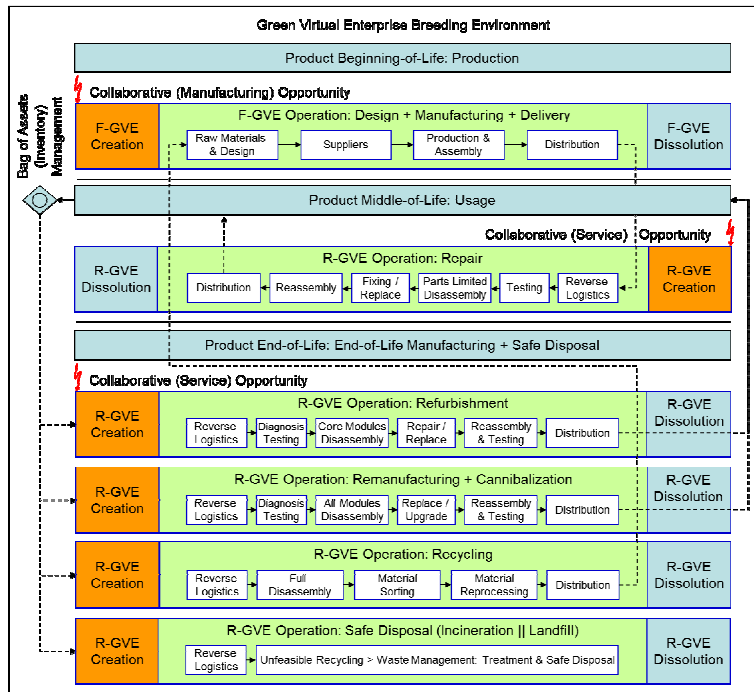 Green Virtual Enterprise Breeding Environment
Product Beginning-of-Life: Production
Collaborative (Manufacturing) Opportunity
Bag of Assets
(Inventory)
Management
F-GVE
Creation
F-GVE Operation: Design + Manufacturing + Delivery
Raw Materials
& Design
Suppliers
Production &
Assembly
Distribution
F-GVE
Dissolution
Product Middle-of-Life: Usage
Collaborative (Service) Opportunity
R-GVE
Dissolution
R-GVE Operation: Repair
Distribution
Reassembly
Fixing /
Replace
Parts Limited
Disassembly
Testing
Reverse
Logistics
R-GVE
Creation
Product End-of-Life: End-of-Life Manufacturing + Safe Disposal
Collaborative (Service) Opportunity
R-GVE
Creation
R-GVE Operation: Refurbishment
Reverse
Logistics
Diagnosis
Testing
Core Modules
Disassembly
Repair /
Replace
Reassembly
& Testing
Distribution
R-GVE
Dissolution
R-GVE
Creation
R-GVE Operation: Remanufacturing + Cannibalization
Reverse
Logistics
Diagnosis
Testing
All Modules
Disassembly
Replace /
Upgrade
Reassembly
& Testing
Distribution
R-GVE
Dissolution
R-GVE
Creation
R-GVE Operation: Recycling
Reverse
Logistics
Full
Disassembly
Material
Sorting
Material
Reprocessing
Distribution
R-GVE
Dissolution
R-GVE
Creation
R-GVE Operation: Safe Disposal (Incineration || Landfill)
Reverse
Logistics
Unfeasible Recycling > Waste Management: Treatment & Safe Disposal
R-GVE
Dissolution